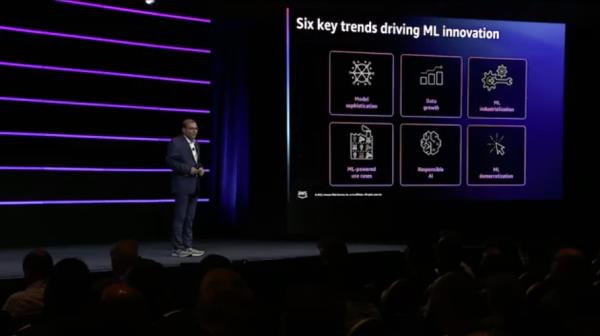 Six key trends driving ML innovation
Model
sophistication
Data
growth
ML
industrialization
ML-powered
use cases
Responsible
AI
ML
democratization
aws